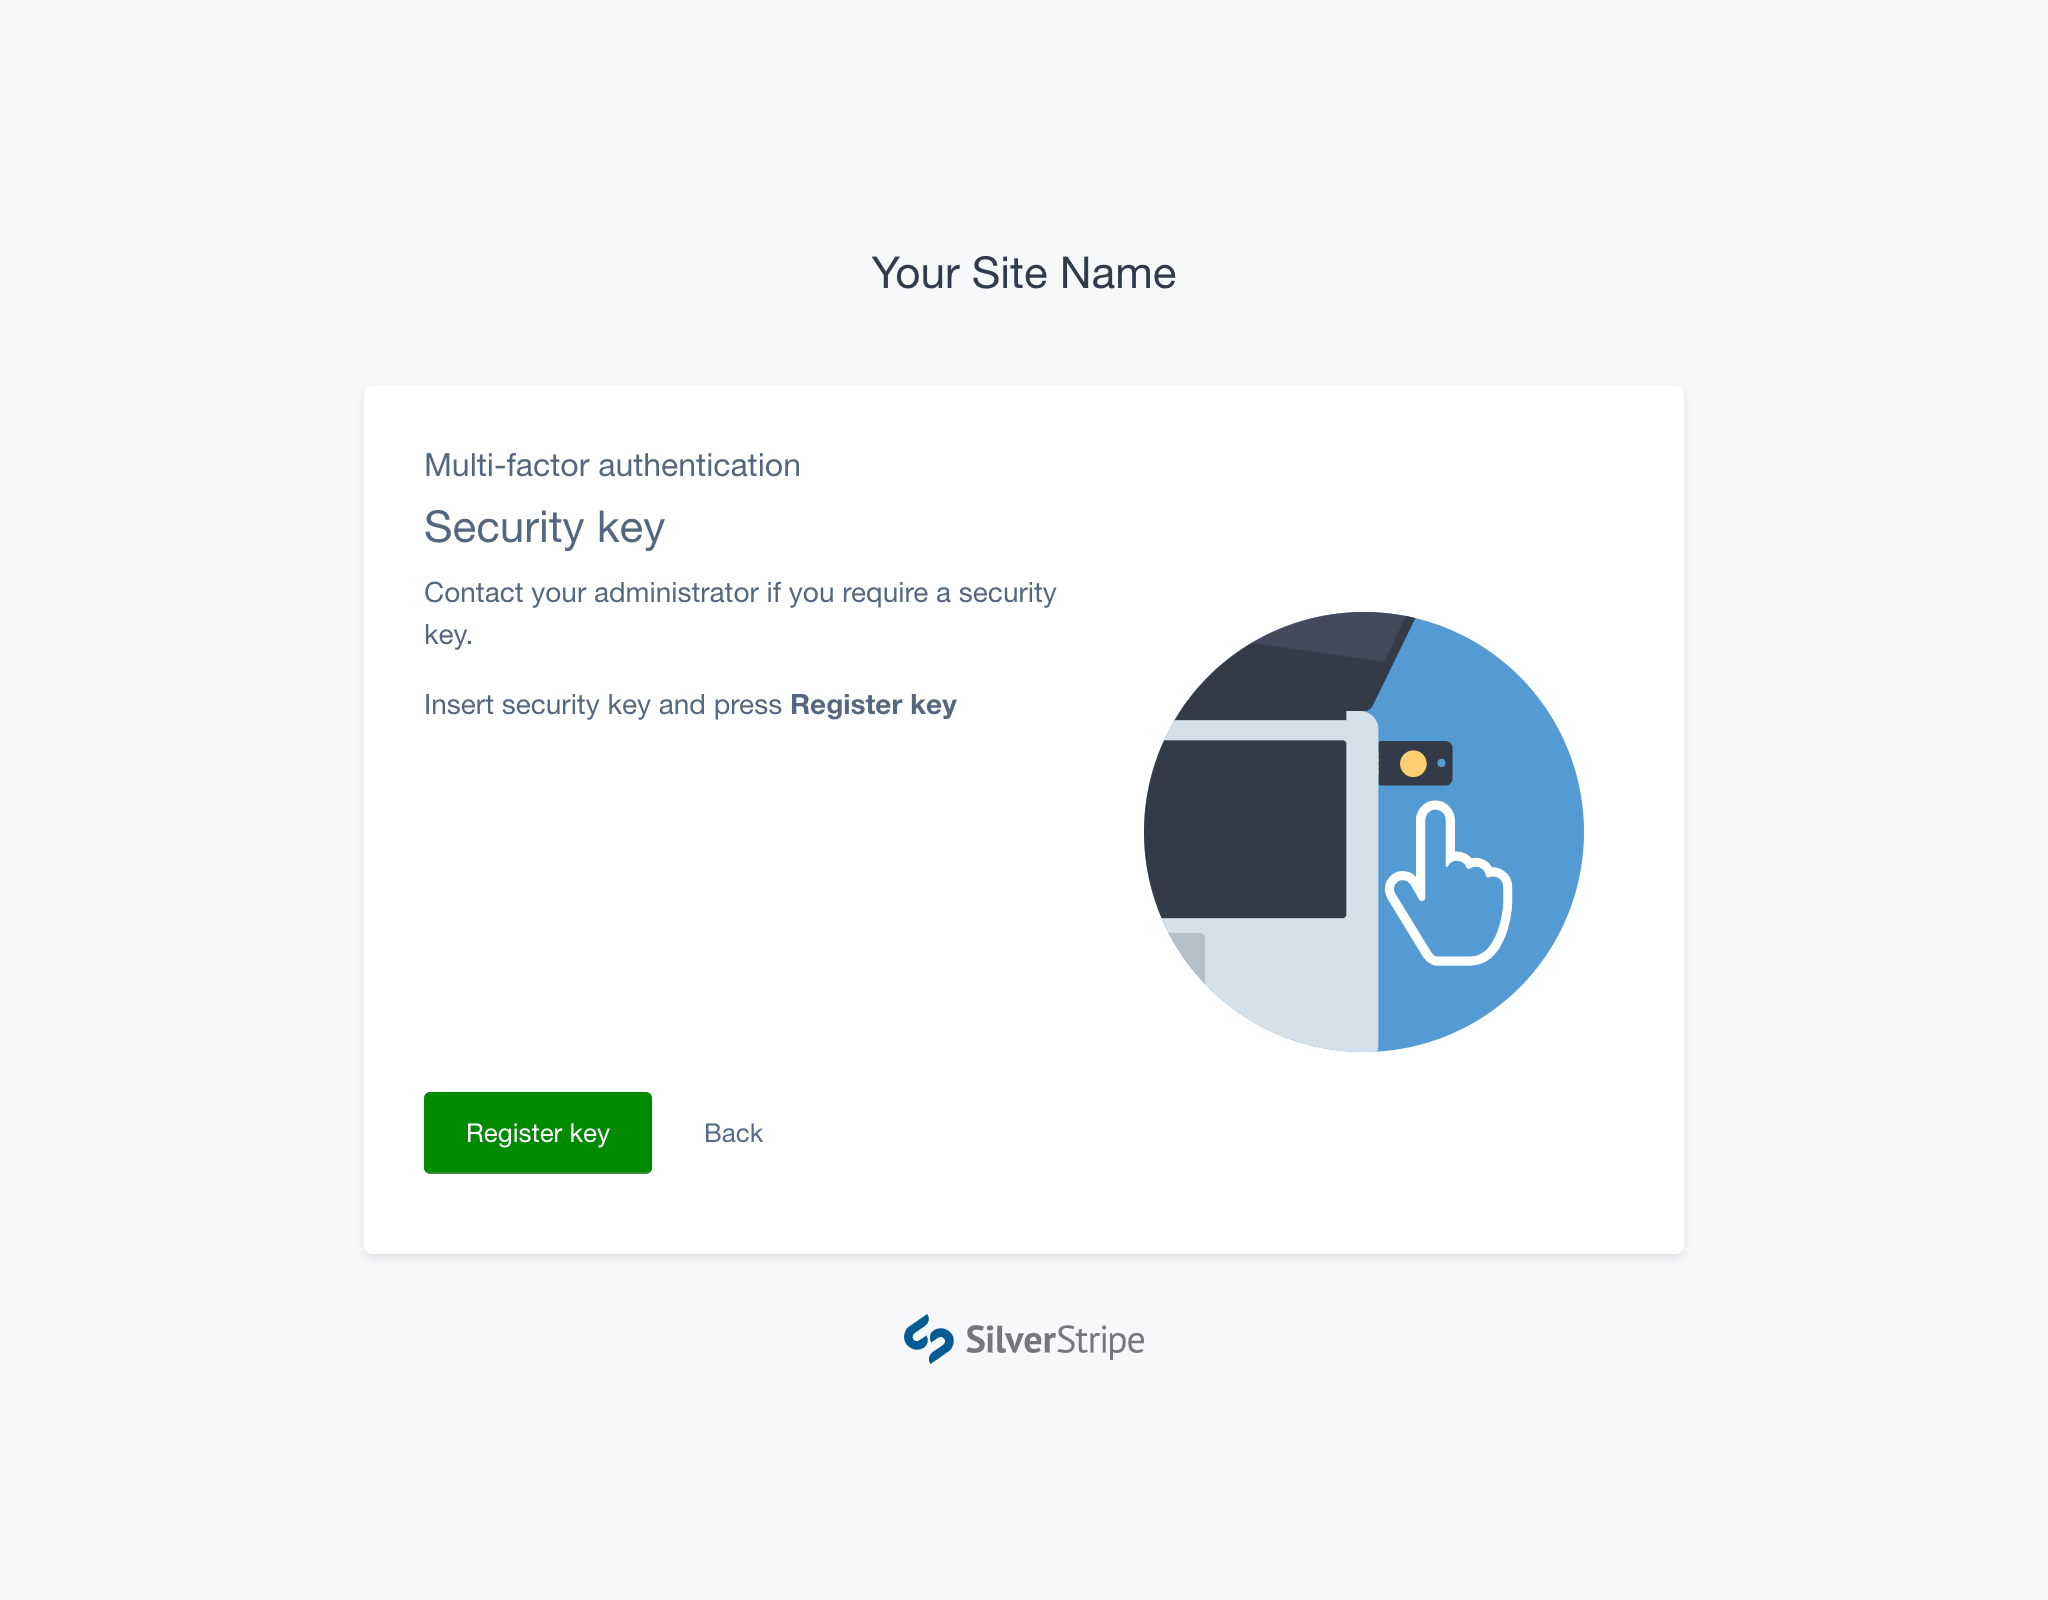 Your Site Name
Multi-factor authentication
Security key
Contact your administrator if you require a security
key.
Insert security key and press Register key
Register key
Back
SilverStripe